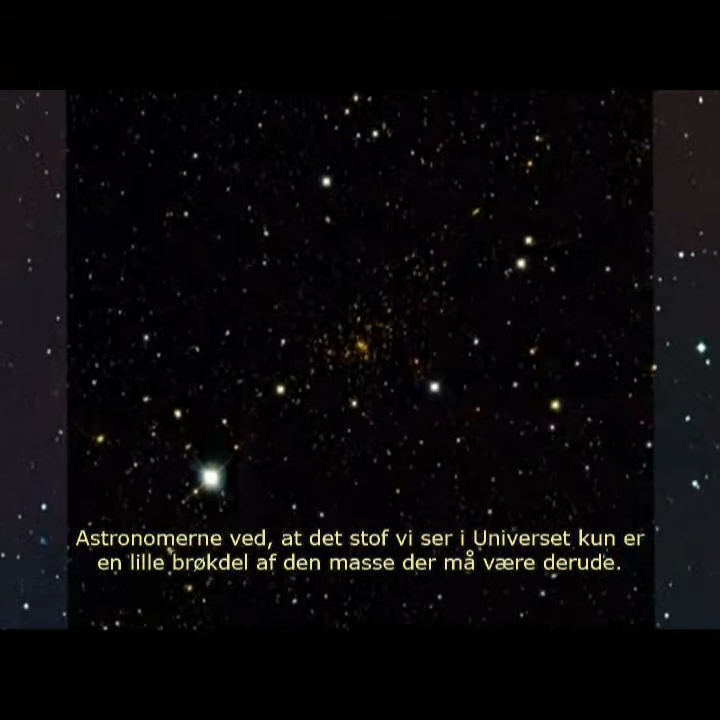 Astronomerne ved, at det stof vi ser i Universet kun er
en lille brøkdel af den masse der må være derude.